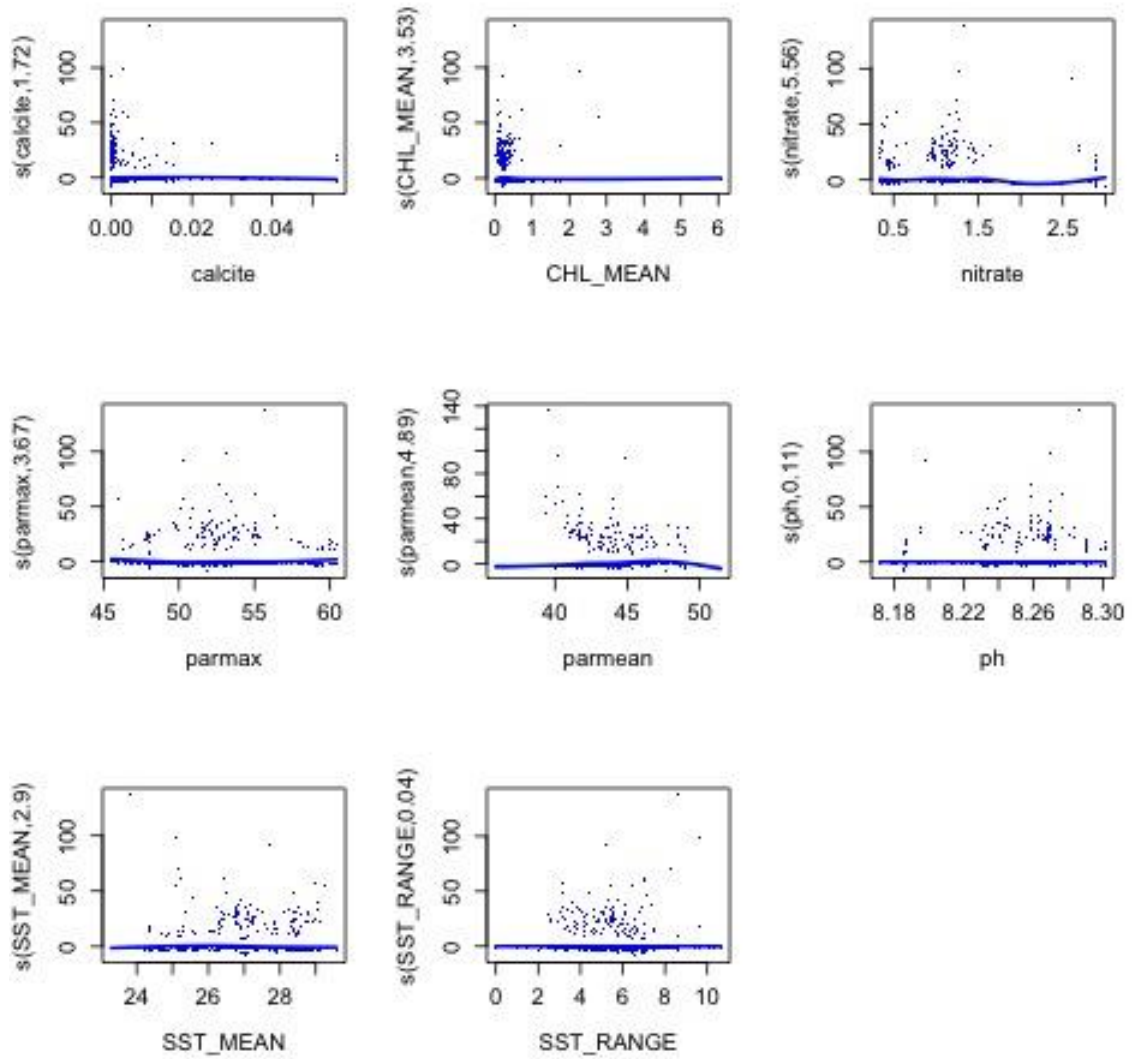 s(calcite,1.72)
0 50 100
0.00 0.02 0.04
calcite
s(CHL_MEAN,3.53)
0 50 100
0 1 2 3 4 5 6
CHL_MEAN
s(nitrate,5.56)
0 50 100
0.5 1.5 2.5
nitrate
s(parmax,3.67)
0 50 100
45 50 55 60
parmax
s(parmean,4.89)
0 40 80 140
40 45 50
parmean
s(ph,0.11)
0 50 100
8.18 8.22 8.26 8.30
ph
s(SST_MEAN,2.9)
0 50 100
24 26 28
SST_MEAN
s(SST_RANGE,0.04)
0 50 100
0 2 4 6 8 10
SST_RANGE